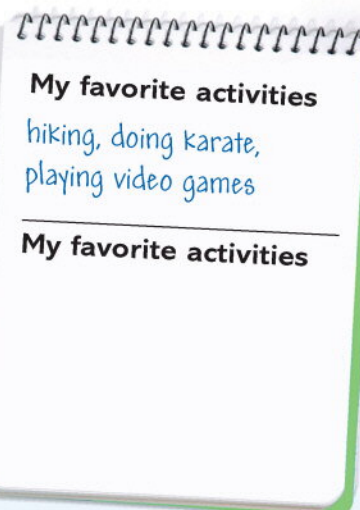 My favorite activities
hiking, doing karate,
playing video games
My favorite activities